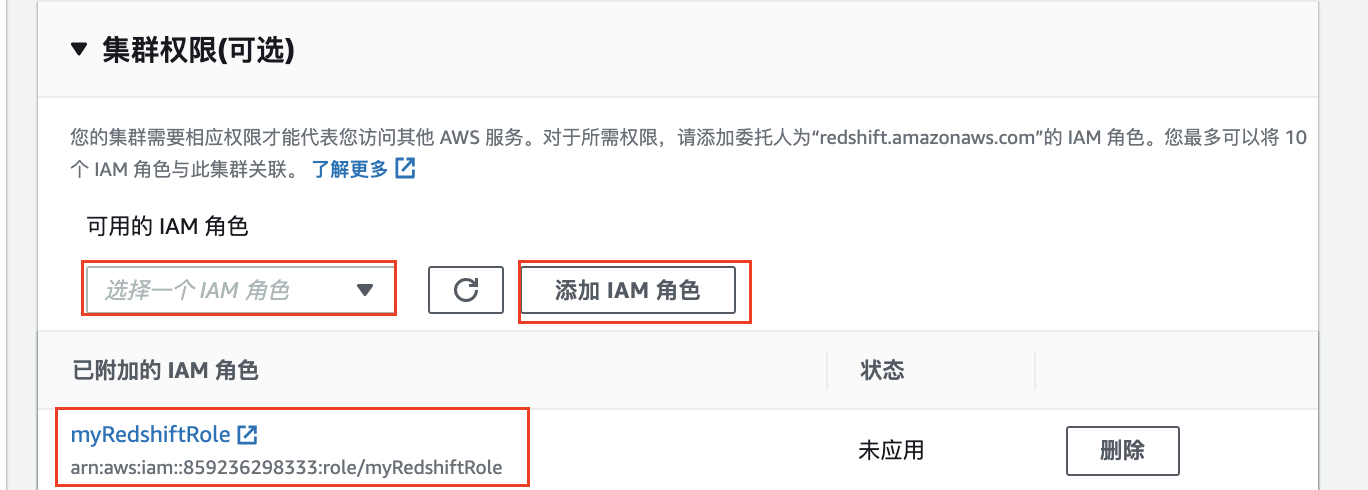 集群权限(可选)
您的集群需要相应权限才能代表您访问其他 AWS 服务。对于所需权限，请添加委托人为“redshift.amazonaws.com”的 IAM 角色。您最多可以将 10
个 IAM 角色与此集群关联。 了解更多
可用的 IAM 角色
选择一个 IAM 角色
添加 IAM 角色
已附加的 IAM 角色 状态
myRedshiftRole
arn:aws:iam::859236298333:role/myRedshiftRole
未应用
删除